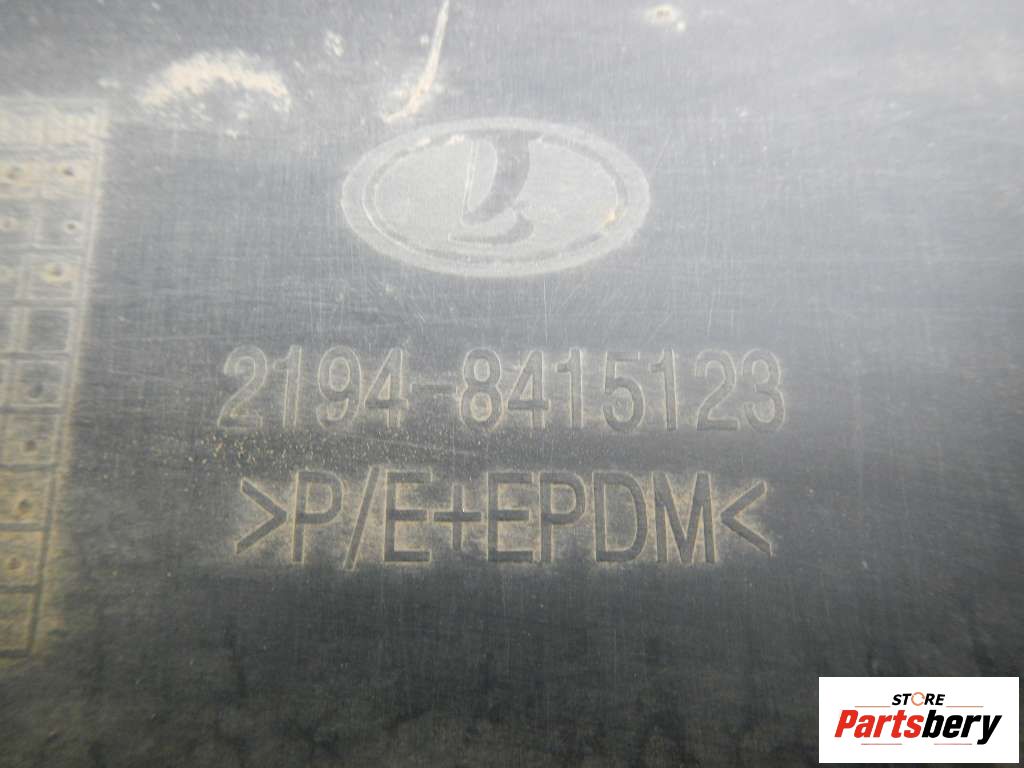 2194-8415123
>P/E+EPDM<
STORE
Partsbery